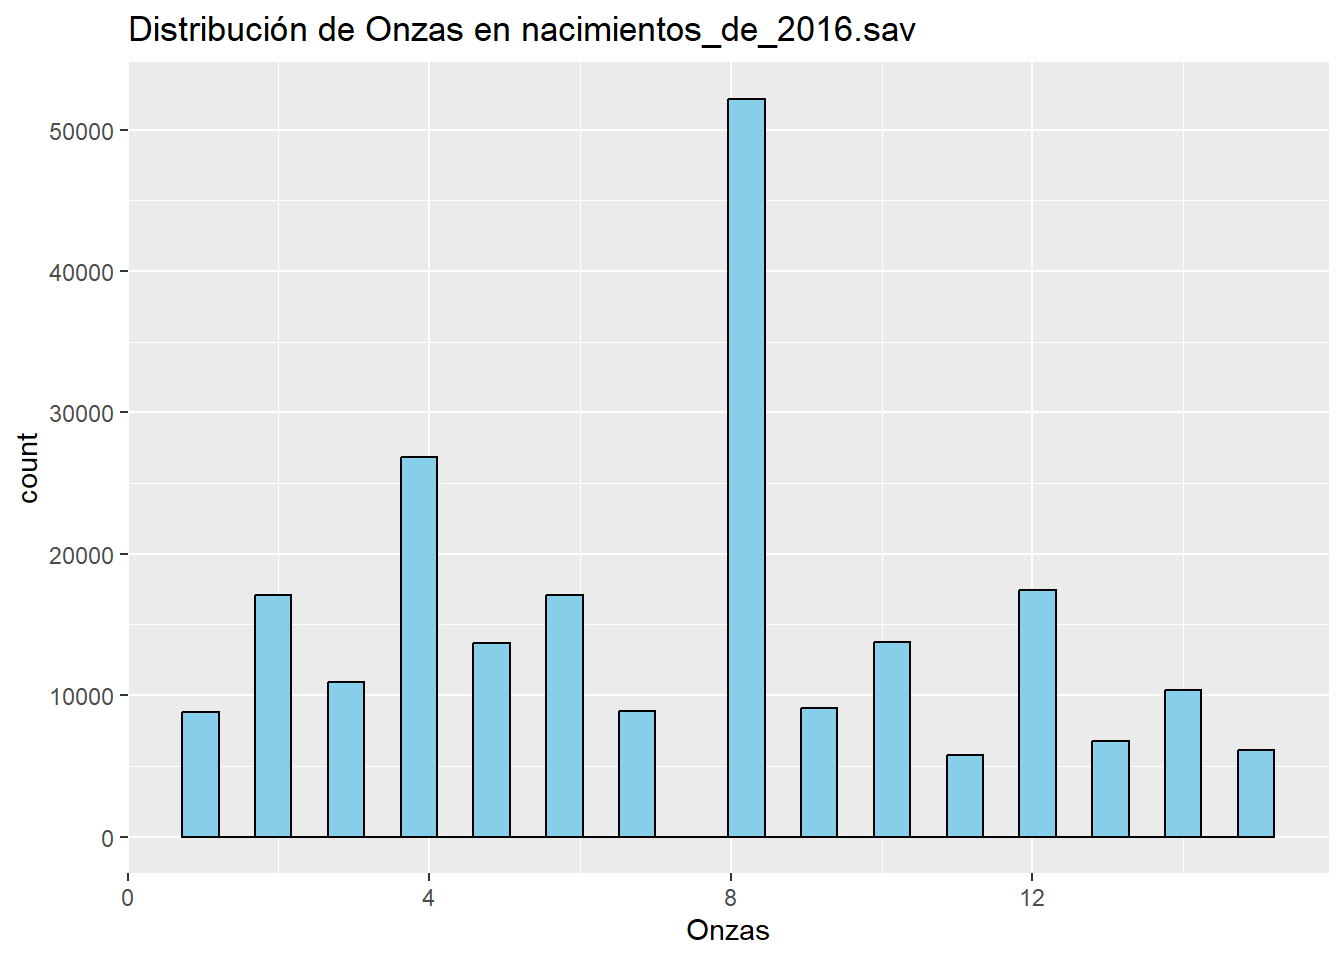 Distribución de Onzas en nacimientos_de_2016.sav
50000
40000
30000
20000
10000
0
count
0 4 8 12
Onzas